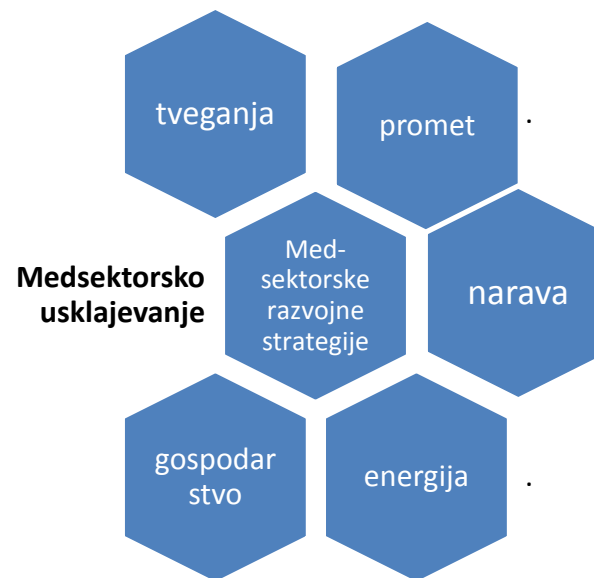 tveganja
promet
.
Medsektorsko
usklajevanje
Med-
sektorske
razvojne
strategije
narava
gospodar
stvo
energija
.